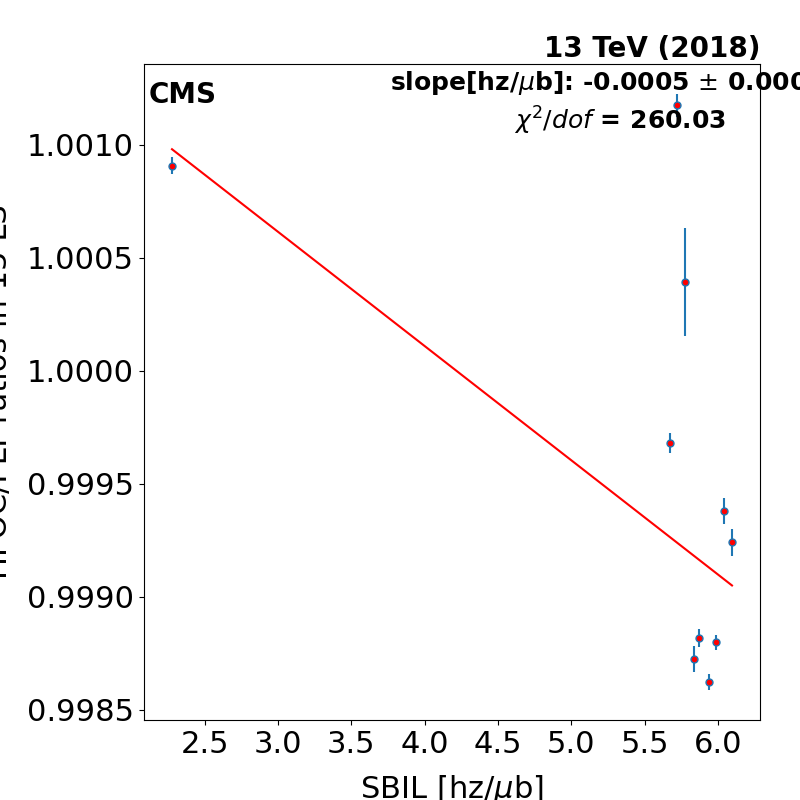 13 TeV (2018)
CMS
slope[hz/μb]: -0.0005 ± 0.000
χ²/dof = 260.03
1.0010
1.0005
1.0000
0.9995
0.9990
0.9985
2.5 3.0 3.5 4.0 4.5 5.0 5.5 6.0
SBIL [hz/μb]